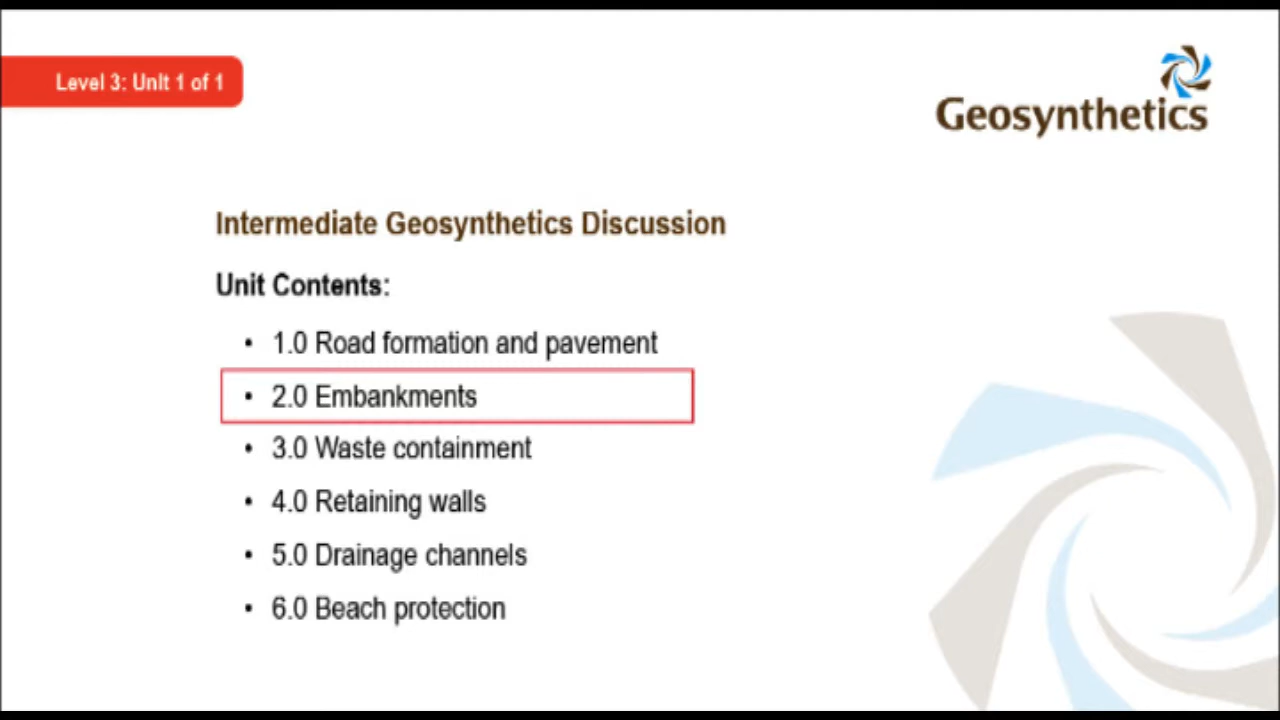 Level 3: Unit 1 of 1
Geosynthetics
Intermediate Geosynthetics Discussion
Unit Contents:
• 1.0 Road formation and pavement
• 2.0 Embankments
• 3.0 Waste containment
• 4.0 Retaining walls
• 5.0 Drainage channels
• 6.0 Beach protection